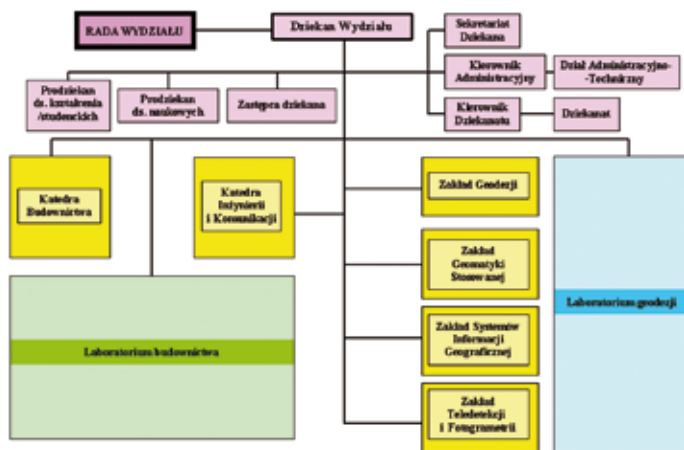 RADA WYDZIAŁU
Dziekan Wydziału
Sekretariat
Dziekana
Kierownik
Administracyjny
Dział Administracyjno-
-Techniczny
Prodziekan
ds. kształcenia
/studenckich
Prodziekan
ds. naukowych
Zastępca dziekana
Kierownik
Dziekanatu
Dziekanat
Katedra
Budownictwa
Katedra
Inżynierii
i Komunikacji
Zakład Geodezji
Zakład
Geomatyki
Stosowanej
Laboratorium geodezji
Zakład Systemów
Informacji
Geograficznej
Laboratorium budownictwa
Zakład
Teledetekcji
i Fotogrametrii